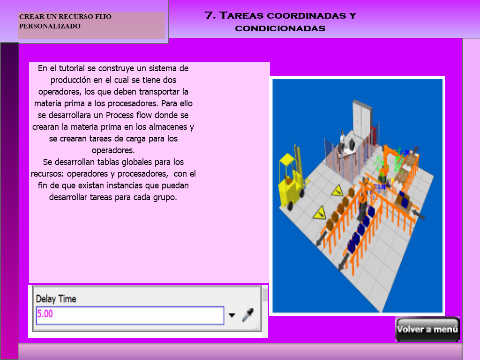 CREAR UN RECURSO FIJO
PERSONALIZADO
7. Tareas coordinadas y
condicionadas
En el tutorial se construye un sistema de
producción en el cual se tiene dos
operadores, los que deben transportar la
materia prima a los procesadores. Para ello
se desarrollara un Process flow donde se
crearan la materia prima en los almacenes y
se crearan tareas de carga para los
operadores.
Se desarrollan tablas globales para los
recursos: operadores y procesadores, con el
fin de que existan instancias que puedan
desarrollar tareas para cada grupo.
Delay Time
5.00
Volver a menú